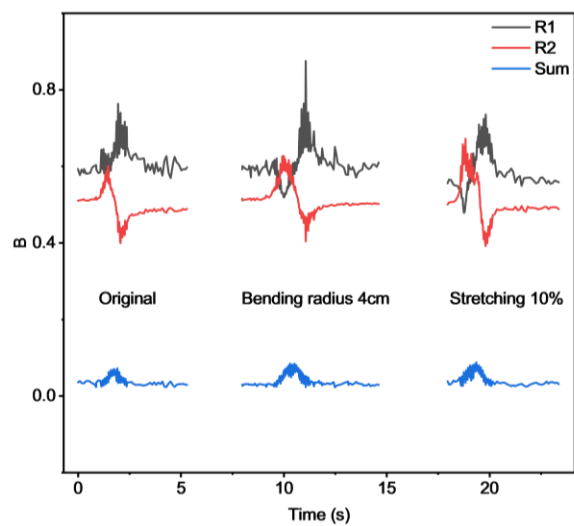 R1
R2
Sum
0.8
0.4
0.0
B
Original
Bending radius 4cm
Stretching 10%
0
5
10
15
20
Time (s)